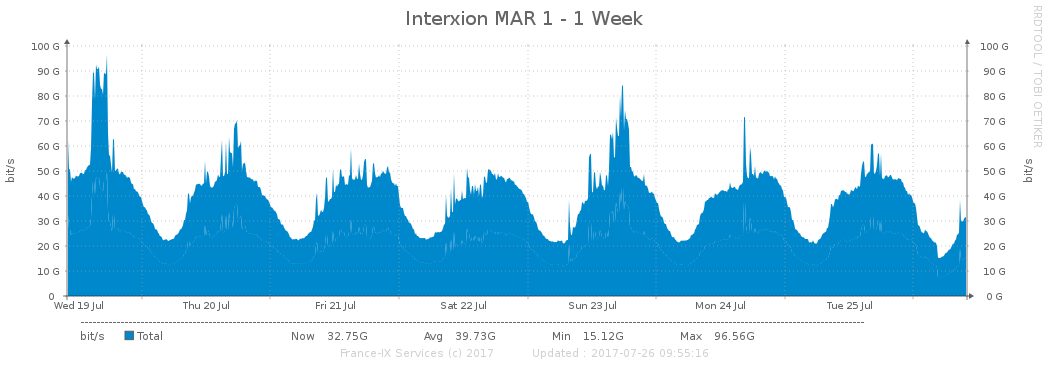 Interxion MAR 1 - 1 Week
RRDTOOL / TOBI OETIKER
100 G 100 G
90 G 90 G
80 G 80 G
70 G 70 G
60 G 60 G
50 G 50 G
40 G 40 G
30 G 30 G
20 G 20 G
10 G 10 G
0 0 G
bit/s bit/s
Wed 19 Jul Thu 20 Jul Fri 21 Jul Sat 22 Jul Sun 23 Jul Mon 24 Jul Tue 25 Jul
bit/s Total Now 32.75G Avg 39.73G Min 15.12G Max 96.56G
France-IX Services (c) 2017 Updated : 2017-07-26 09:55:16